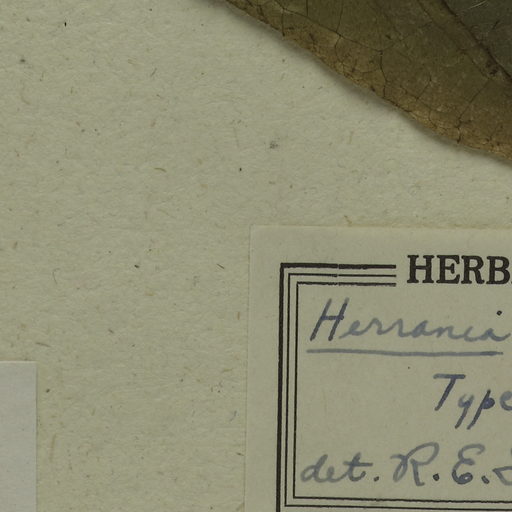 HERB
Herrania
Type
det. R. E. S